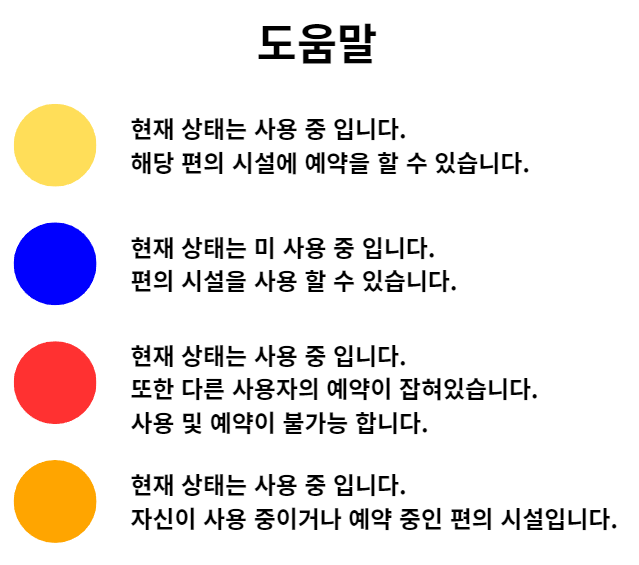 도움말
현재 상태는 사용 중 입니다.
해당 편의 시설에 예약을 할 수 있습니다.
현재 상태는 미 사용 중 입니다.
편의 시설을 사용 할 수 있습니다.
현재 상태는 사용 중 입니다.
또한 다른 사용자의 예약이 잡혀있습니다.
사용 및 예약이 불가능 합니다.
현재 상태는 사용 중 입니다.
자신이 사용 중이거나 예약 중인 편의 시설입니다.